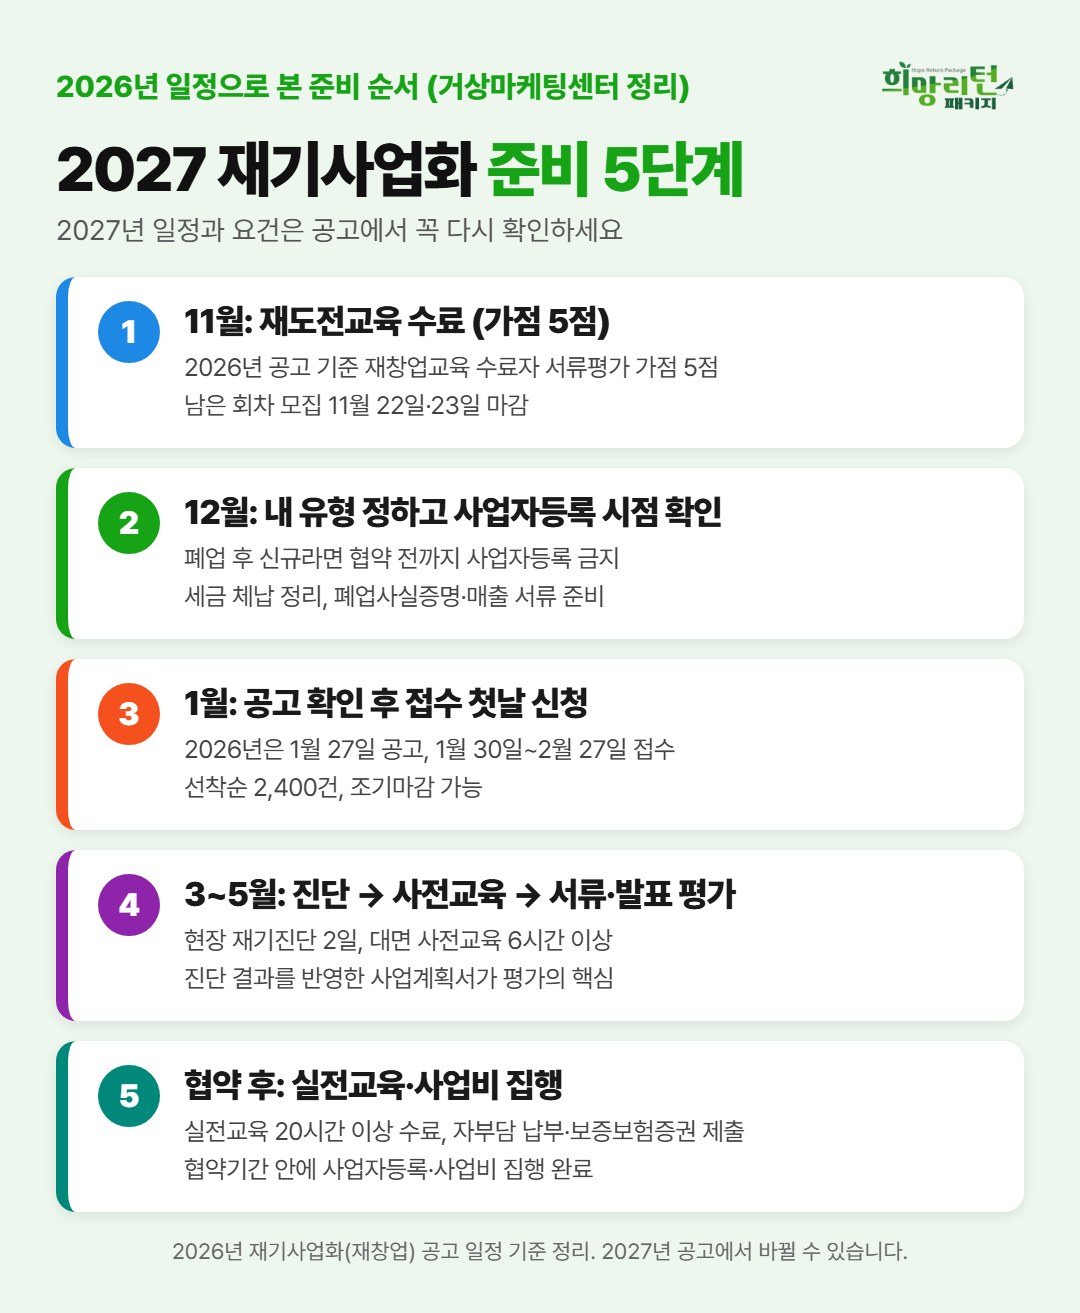 2026년 일정으로 본 준비 순서 (거상마케팅센터 정리)
Hope Return Package
희망리턴
패키지
2027 재기사업화 준비 5단계
2027년 일정과 요건은 공고에서 꼭 다시 확인하세요
1
11월: 재도전교육 수료 (가점 5점)
2026년 공고 기준 재창업교육 수료자 서류평가 가점 5점
남은 회차 모집 11월 22일·23일 마감
2
12월: 내 유형 정하고 사업자등록 시점 확인
폐업 후 신규라면 협약 전까지 사업자등록 금지
세금 체납 정리, 폐업사실증명·매출 서류 준비
3
1월: 공고 확인 후 접수 첫날 신청
2026년은 1월 27일 공고, 1월 30일~2월 27일 접수
선착순 2,400건, 조기마감 가능
4
3~5월: 진단 → 사전교육 → 서류·발표 평가
현장 재기진단 2일, 대면 사전교육 6시간 이상
진단 결과를 반영한 사업계획서가 평가의 핵심
5
협약 후: 실전교육·사업비 집행
실전교육 20시간 이상 수료, 자부담 납부·보증보험증권 제출
협약기간 안에 사업자등록·사업비 집행 완료
2026년 재기사업화(재창업) 공고 일정 기준 정리. 2027년 공고에서 바뀔 수 있습니다.